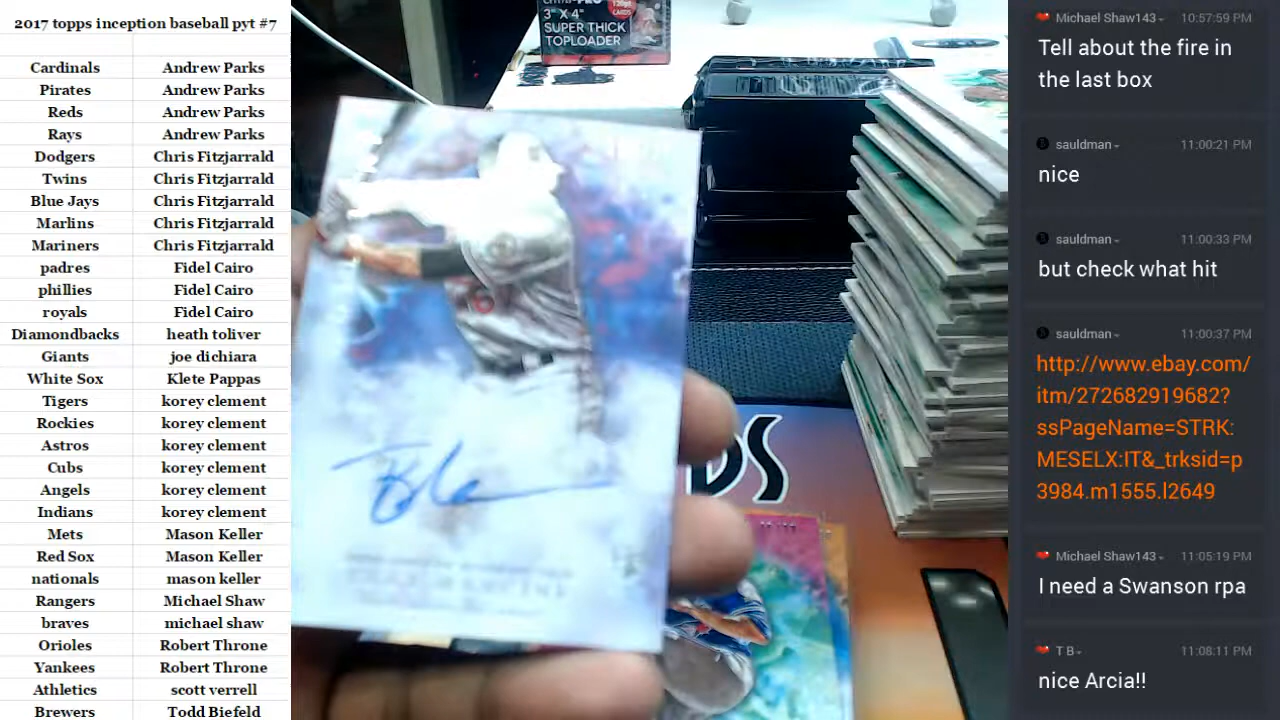 2017 topps inception baseball pyt #7
Cardinals Andrew Parks
Pirates Andrew Parks
Reds Andrew Parks
Rays Andrew Parks
Dodgers Chris Fitzjarrald
Twins Chris Fitzjarrald
Blue Jays Chris Fitzjarrald
Marlins Chris Fitzjarrald
Mariners Chris Fitzjarrald
padres Fidel Cairo
phillies Fidel Cairo
royals Fidel Cairo
Diamondbacks heath toliver
Giants joe dichiara
White Sox Klete Pappas
Tigers korey clement
Rockies korey clement
Astros korey clement
Cubs korey clement
Angels korey clement
Indians korey clement
Mets Mason Keller
Red Sox Mason Keller
nationals mason keller
Rangers Michael Shaw
braves michael shaw
Orioles Robert Throne
Yankees Robert Throne
Athletics scott verrell
Brewers Todd Biefeld
3" X 4"
SUPER THICK
TOPLOADER
DS
Michael Shaw143 10:57:59 PM
Tell about the fire in
the last box
sauldman 11:00:21 PM
nice
sauldman 11:00:33 PM
but check what hit
sauldman 11:00:37 PM
http://www.ebay.com/
itm/272682919682?
ssPageName=STRK:
MESELX:IT&_trksid=p
3984.m1555.l2649
Michael Shaw143 11:05:19 PM
I need a Swanson rpa
T B 11:08:11 PM
nice Arcia!!